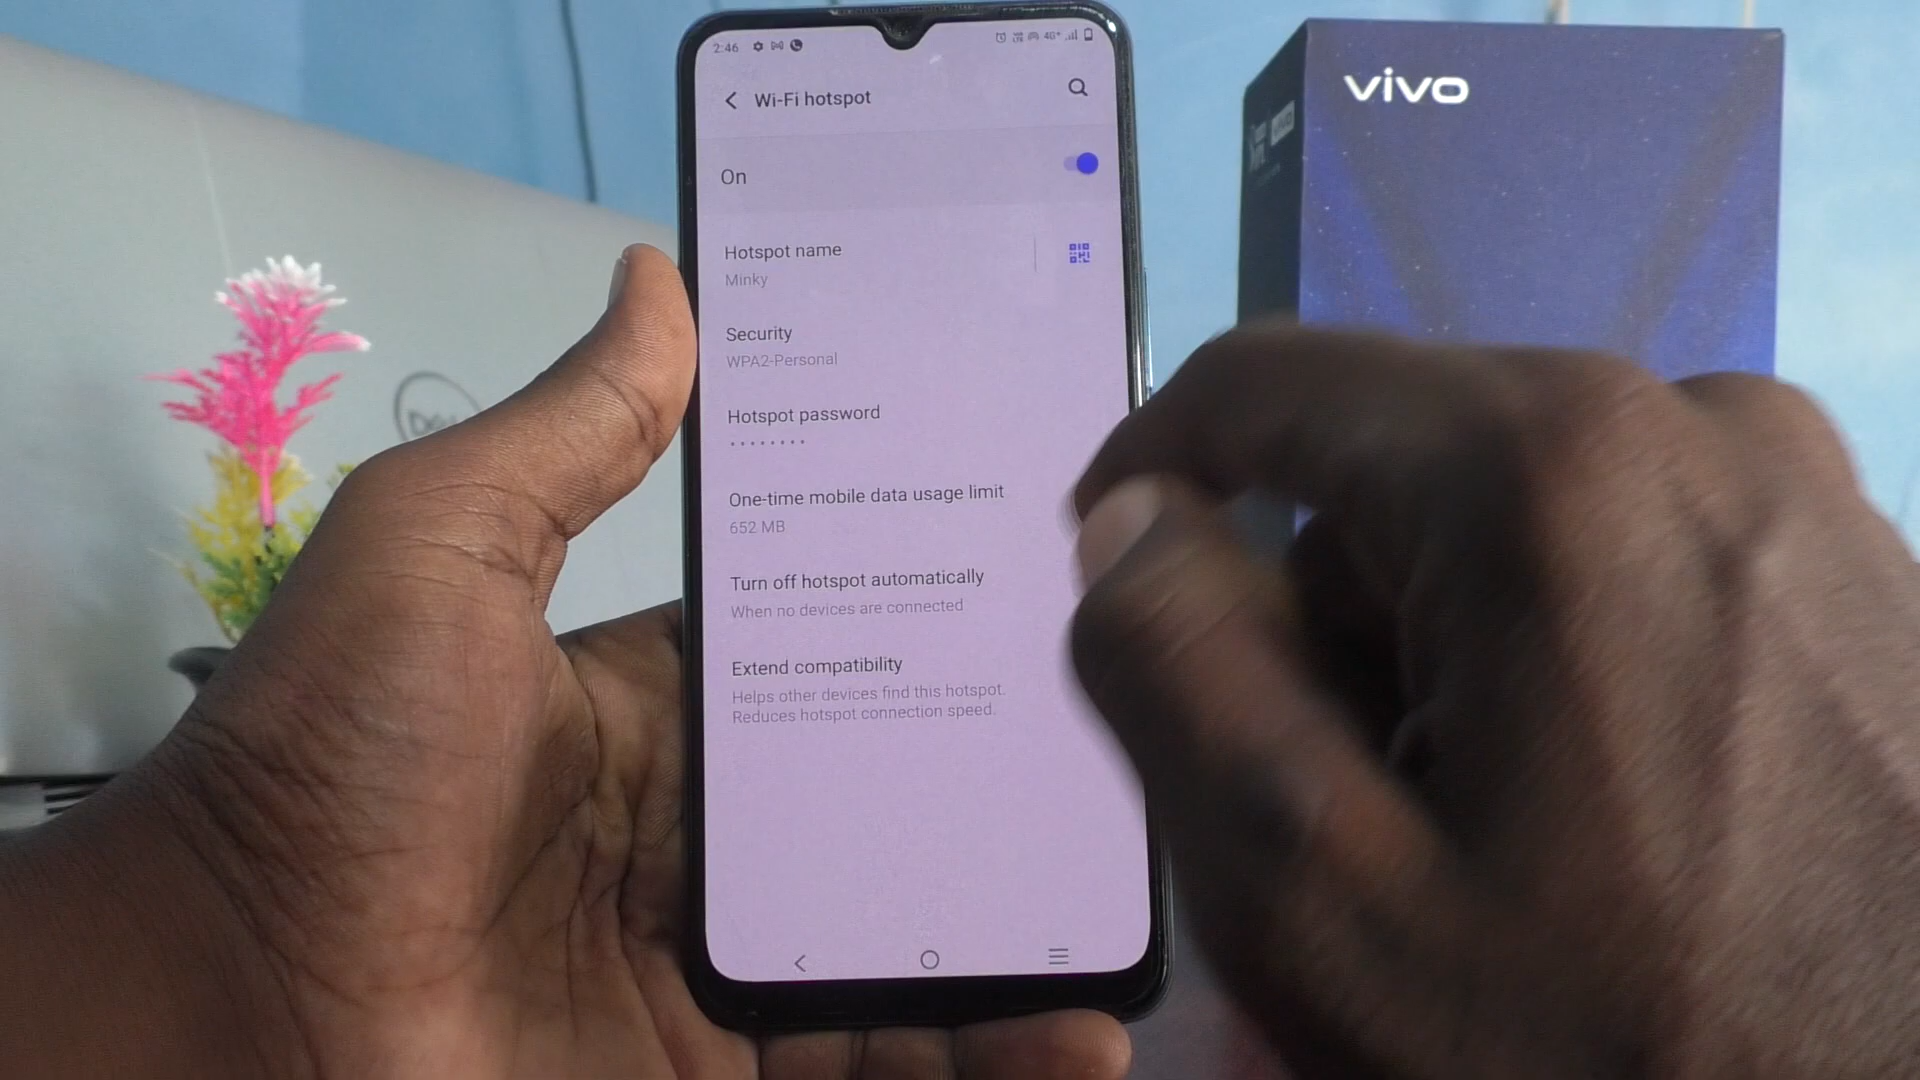 2:46
4G+
Wi-Fi hotspot
On
Hotspot name
Minky
Security
WPA2-Personal
Hotspot password
........
One-time mobile data usage limit
652 MB
Turn off hotspot automatically
When no devices are connected
Extend compatibility
Helps other devices find this hotspot.
Reduces hotspot connection speed.
vivo
DELL